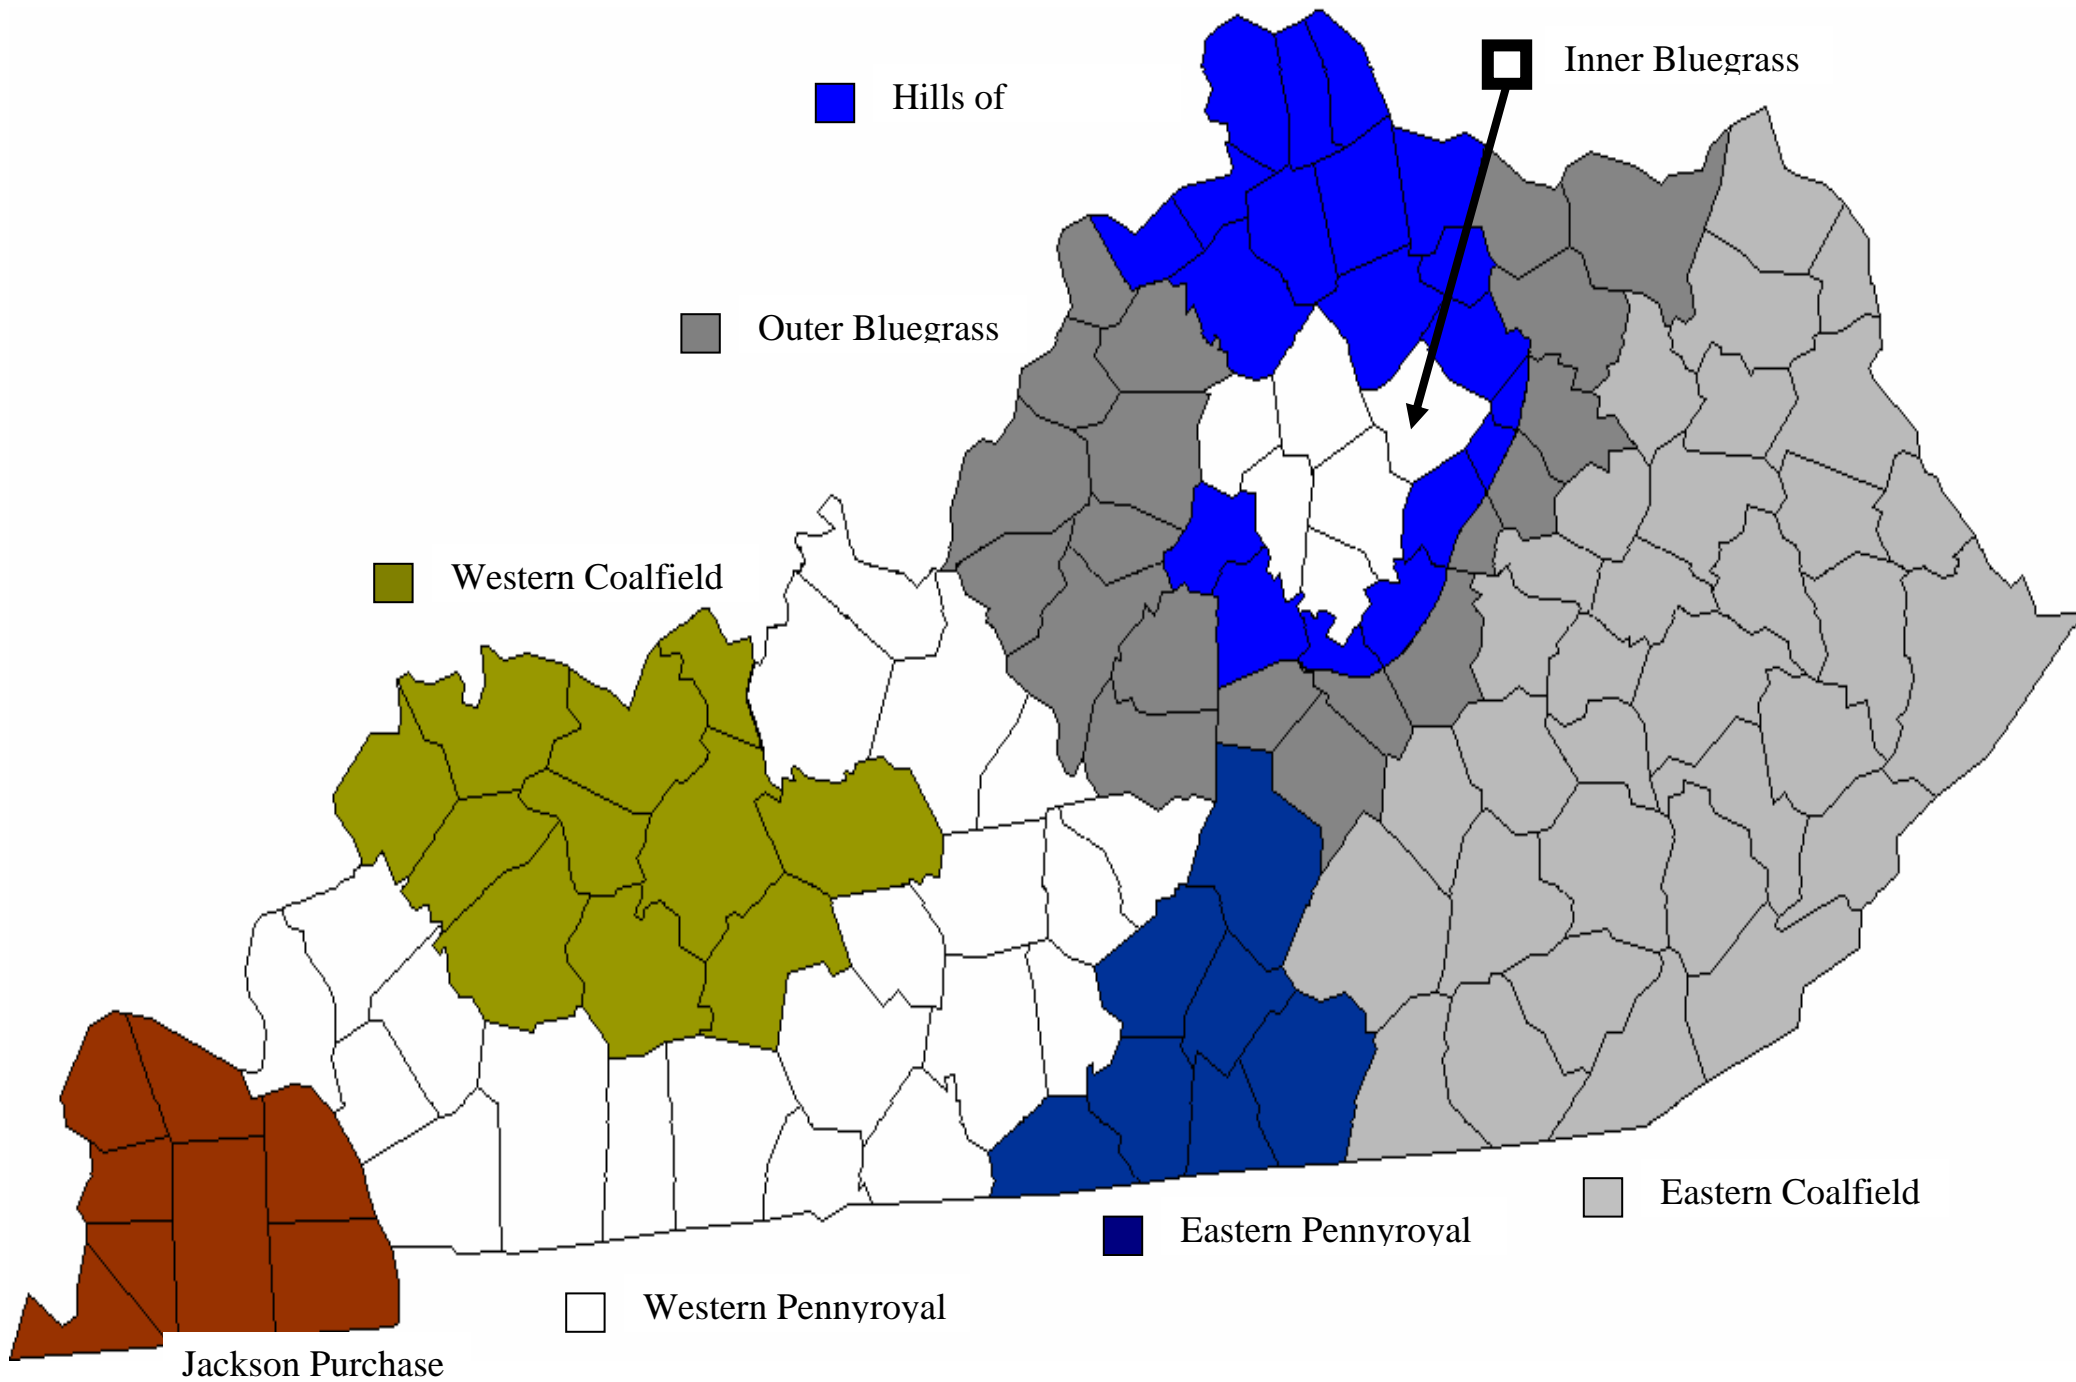 Inner Bluegrass
Hills of
Outer Bluegrass
Western Coalfield
Eastern Coalfield
Eastern Pennyroyal
Western Pennyroyal
Jackson Purchase